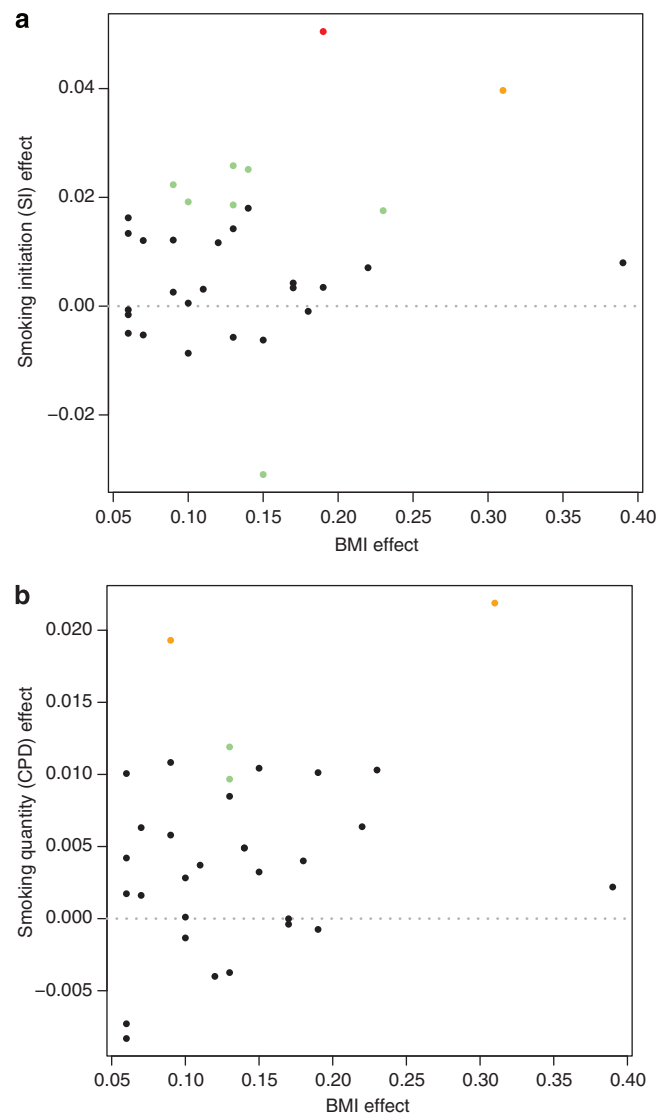 a
Smoking initiation (SI) effect
0.04
0.02
0.00
−0.02
0.05 0.10 0.15 0.20 0.25 0.30 0.35 0.40
BMI effect
b
Smoking quantity (CPD) effect
0.020
0.015
0.010
0.005
0.000
−0.005
0.05 0.10 0.15 0.20 0.25 0.30 0.35 0.40
BMI effect